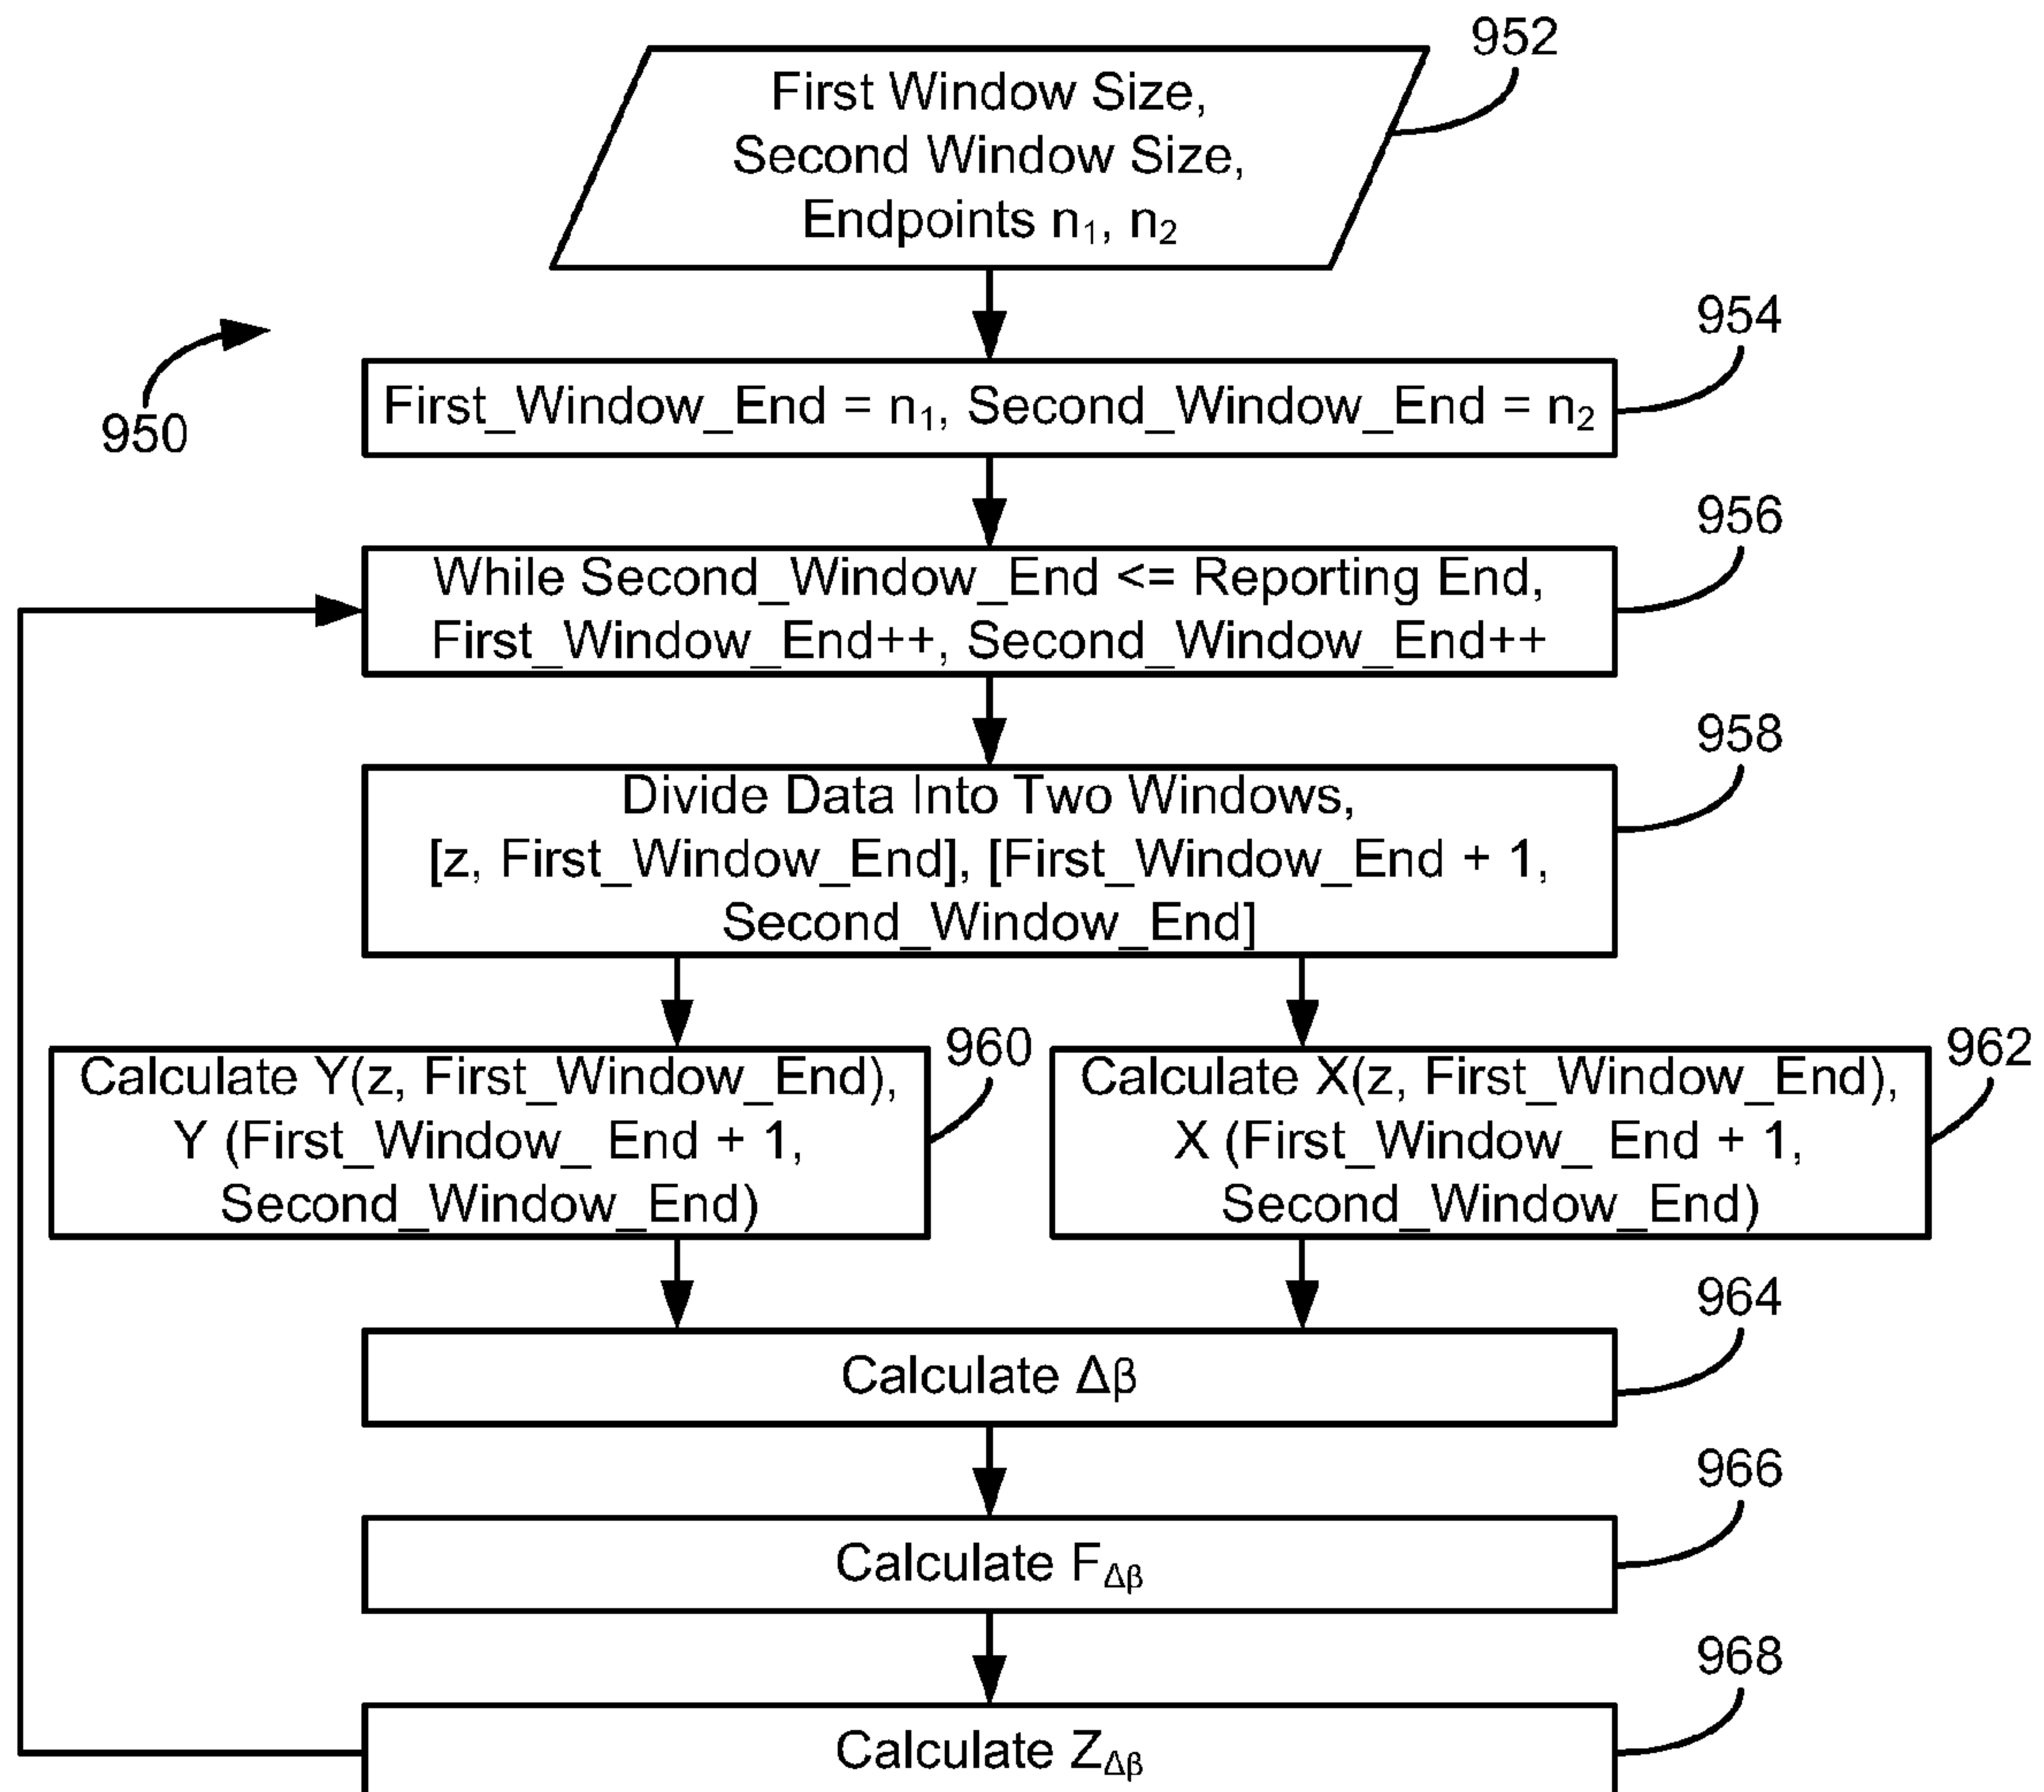 952
First Window Size,
Second Window Size,
Endpoints n₁, n₂
954
First_Window_End = n₁, Second_Window_End = n₂
950
956
While Second_Window_End <= Reporting End,
First_Window_End++, Second_Window_End++
958
Divide Data Into Two Windows,
[z, First_Window_End], [First_Window_End + 1,
Second_Window_End]
960
Calculate Y(z, First_Window_End),
Y (First_Window_ End + 1,
Second_Window_End)
962
Calculate X(z, First_Window_End),
X (First_Window_ End + 1,
Second_Window_End)
964
Calculate Δβ
966
Calculate F_Δβ
968
Calculate Z_Δβ